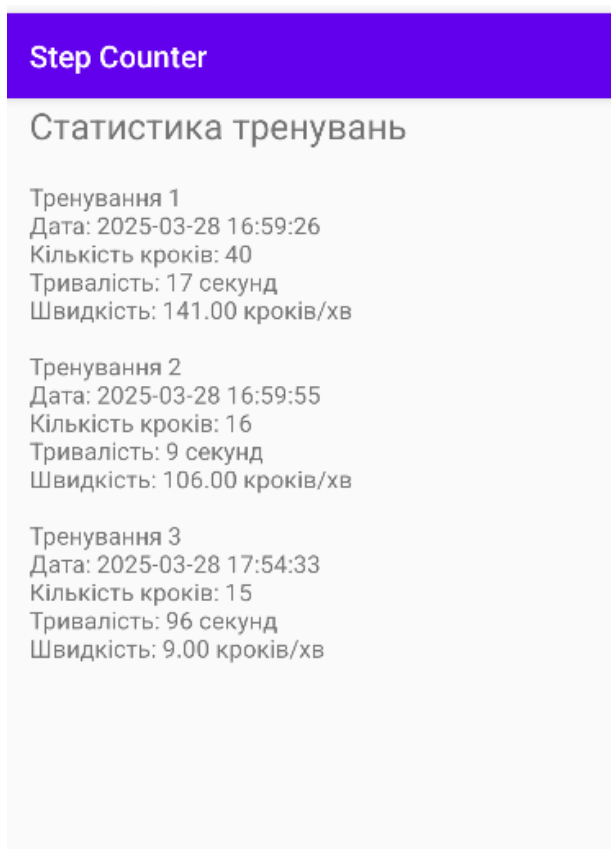 Step Counter
Статистика тренувань
Тренування 1
Дата: 2025-03-28 16:59:26
Кількість кроків: 40
Тривалість: 17 секунд
Швидкість: 141.00 кроків/хв
Тренування 2
Дата: 2025-03-28 16:59:55
Кількість кроків: 16
Тривалість: 9 секунд
Швидкість: 106.00 кроків/хв
Тренування 3
Дата: 2025-03-28 17:54:33
Кількість кроків: 15
Тривалість: 96 секунд
Швидкість: 9.00 кроків/хв